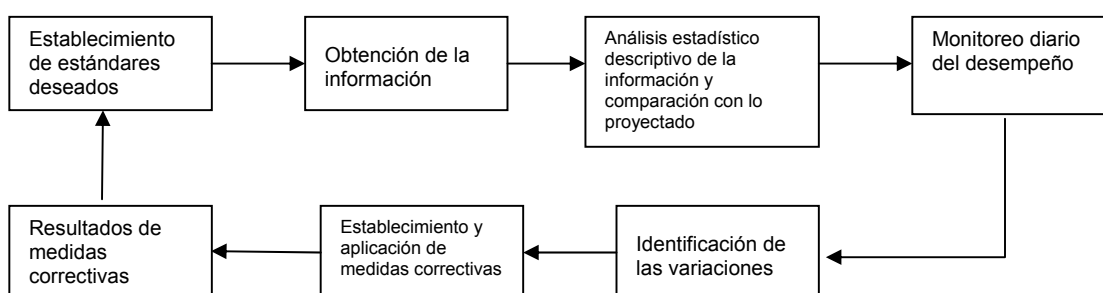 Establecimiento
de estándares
deseados
Obtención de la
información
Análisis estadístico
descriptivo de la
información y
comparación con lo
proyectado
Monitoreo diario
del desempeño
Identificación de
las variaciones
Establecimiento y
aplicación de
medidas correctivas
Resultados de
medidas
correctivas